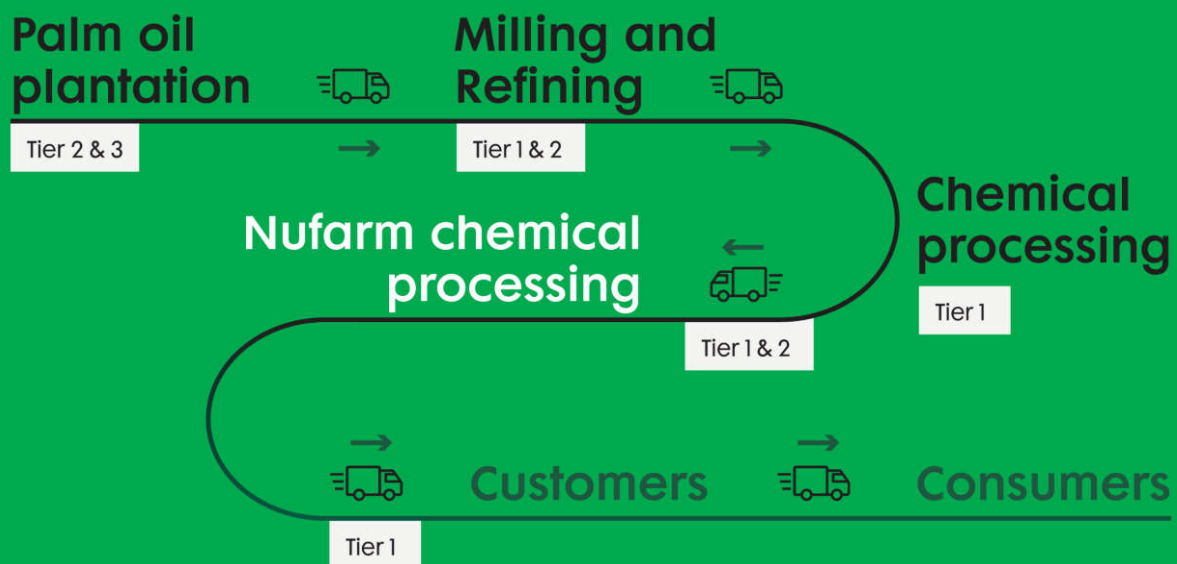 Palm oil
plantation
Tier 2 & 3
Milling and
Refining
Tier 1 & 2
Chemical
processing
Tier 1
Nufarm chemical
processing
Tier 1 & 2
Tier 1
Customers
Consumers